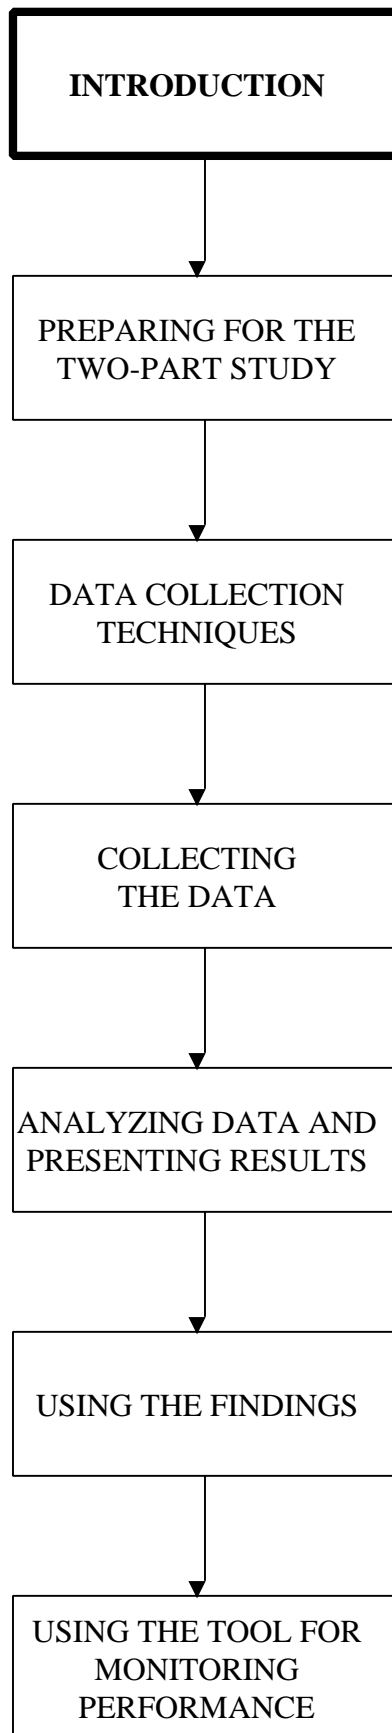 INTRODUCTION
PREPARING FOR THE
TWO-PART STUDY
DATA COLLECTION
TECHNIQUES
COLLECTING
THE DATA
ANALYZING DATA AND
PRESENTING RESULTS
USING THE FINDINGS
USING THE TOOL FOR
MONITORING
PERFORMANCE